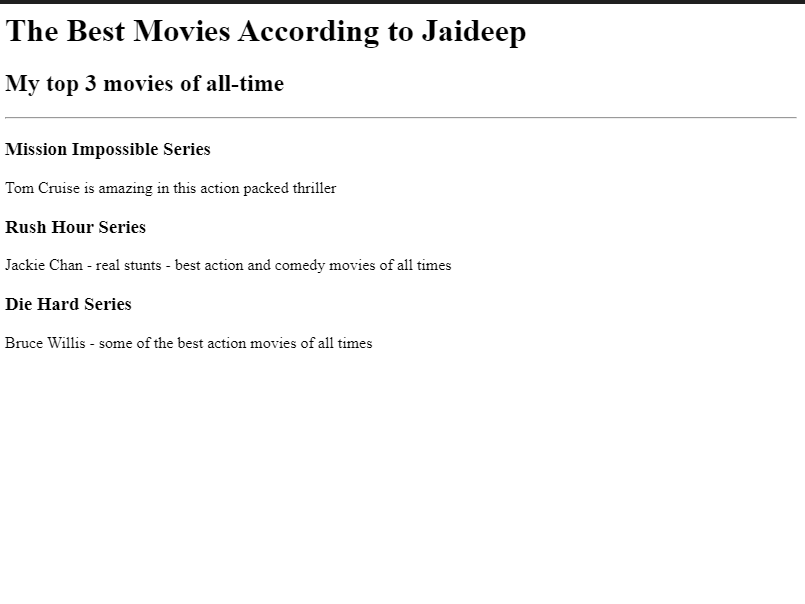 The Best Movies According to Jaideep
My top 3 movies of all-time
Mission Impossible Series
Tom Cruise is amazing in this action packed thriller
Rush Hour Series
Jackie Chan - real stunts - best action and comedy movies of all times
Die Hard Series
Bruce Willis - some of the best action movies of all times